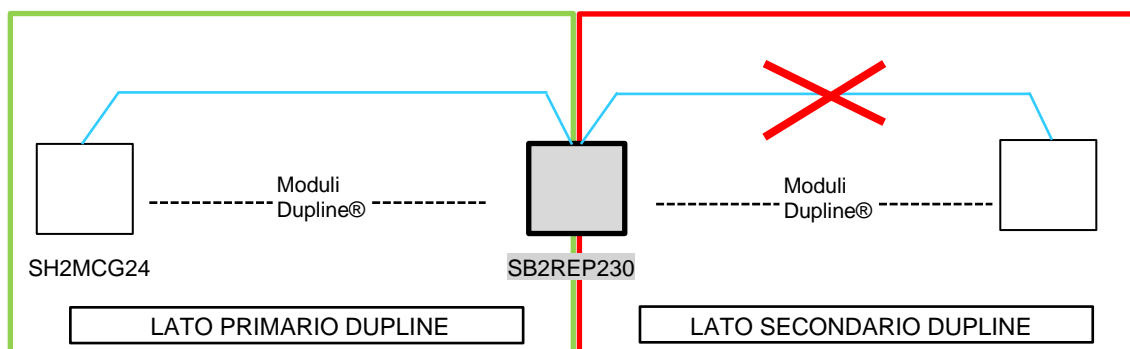 Moduli
Dupline®
Moduli
Dupline®
SH2MCG24
SB2REP230
LATO PRIMARIO DUPLINE
LATO SECONDARIO DUPLINE